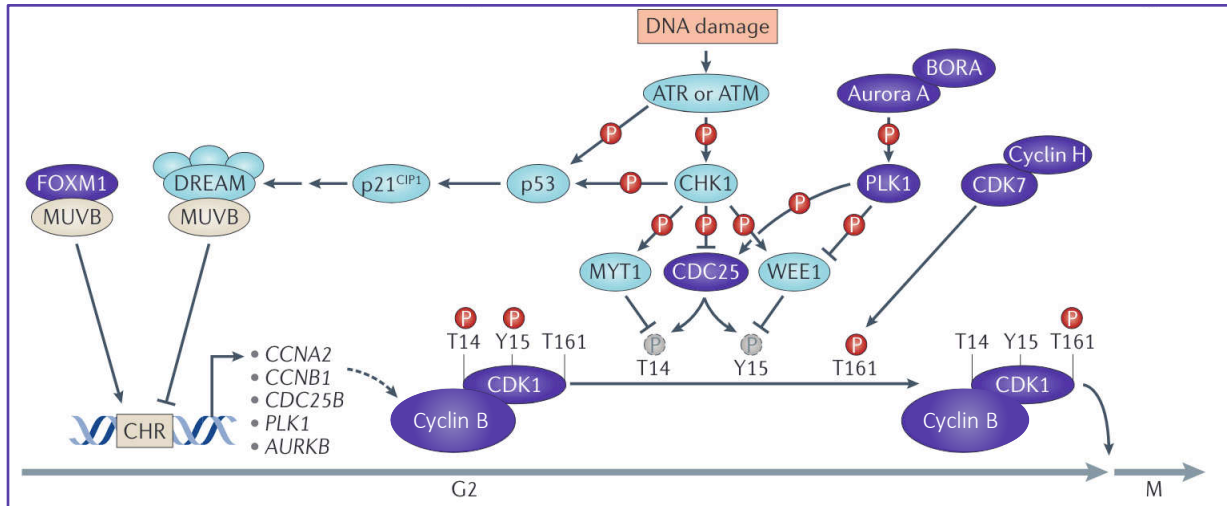 DNA damage
ATR or ATM
BORA
Aurora A
P
P
P
Cyclin H
CDK7
FOXM1
MUVB
DREAM
MUVB
p21CIP1
p53
P
CHK1
PLK1
P
P
P
P
P
MYT1
CDC25
WEE1
P
P
P
P
P
P
T14
Y15
T161
T14
Y15
T161
T14
Y15
T161
CDK1
Cyclin B
CDK1
Cyclin B
CHR
• CCNA2
• CCNB1
• CDC25B
• PLK1
• AURKB
G2
M